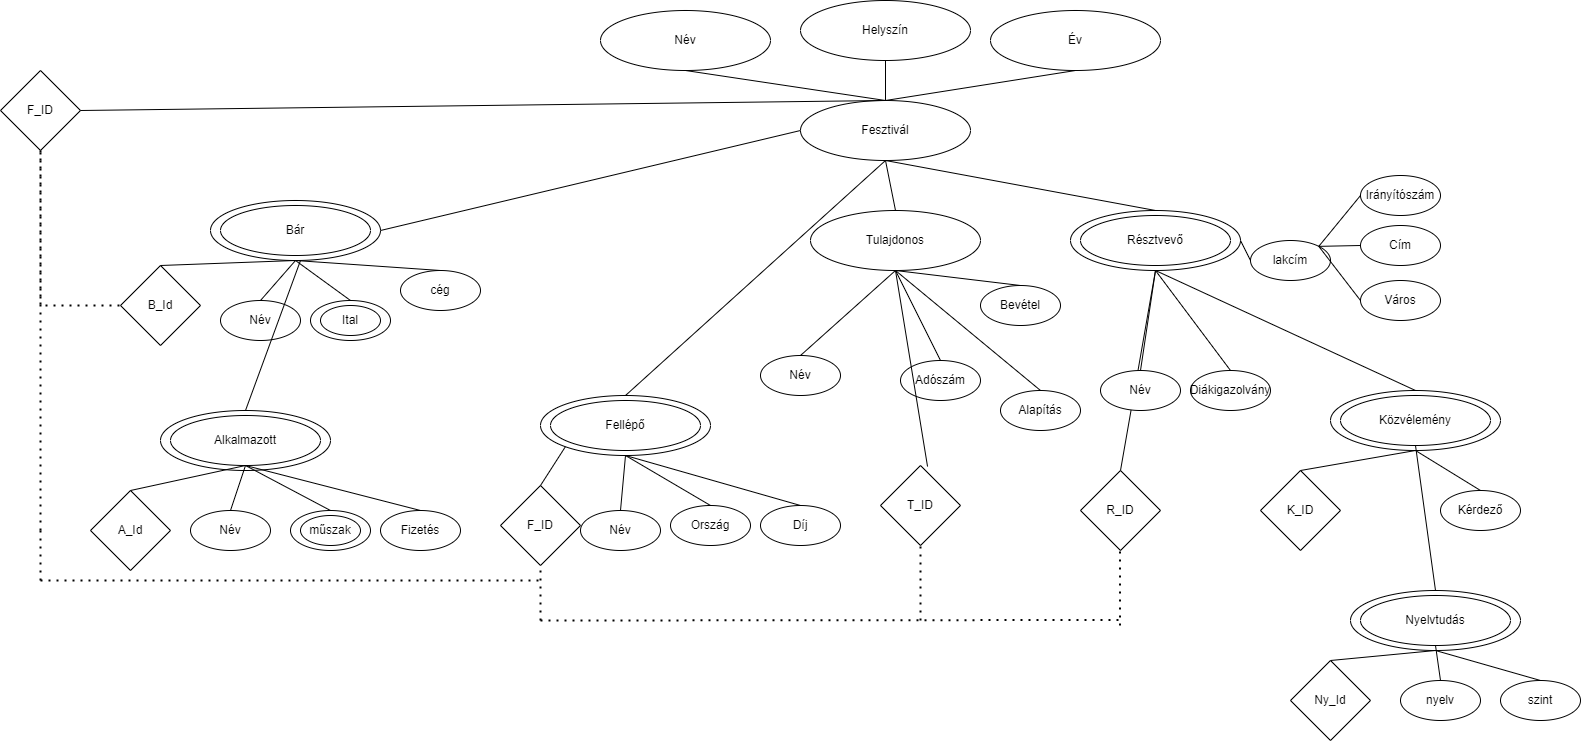 Név
Helyszín
Év
F_ID
Fesztivál
Bár
Tulajdonos
Résztvevő
lakcím
Irányítószám
Cím
Város
B_Id
Név
Ital
cég
Bevétel
Név
Adószám
Alapítás
Név
Diákigazolvány
Alkalmazott
Fellépő
Közvélemény
A_Id
Név
műszak
Fizetés
F_ID
Név
Ország
Díj
T_ID
R_ID
K_ID
Kérdező
Nyelvtudás
Ny_Id
nyelv
szint